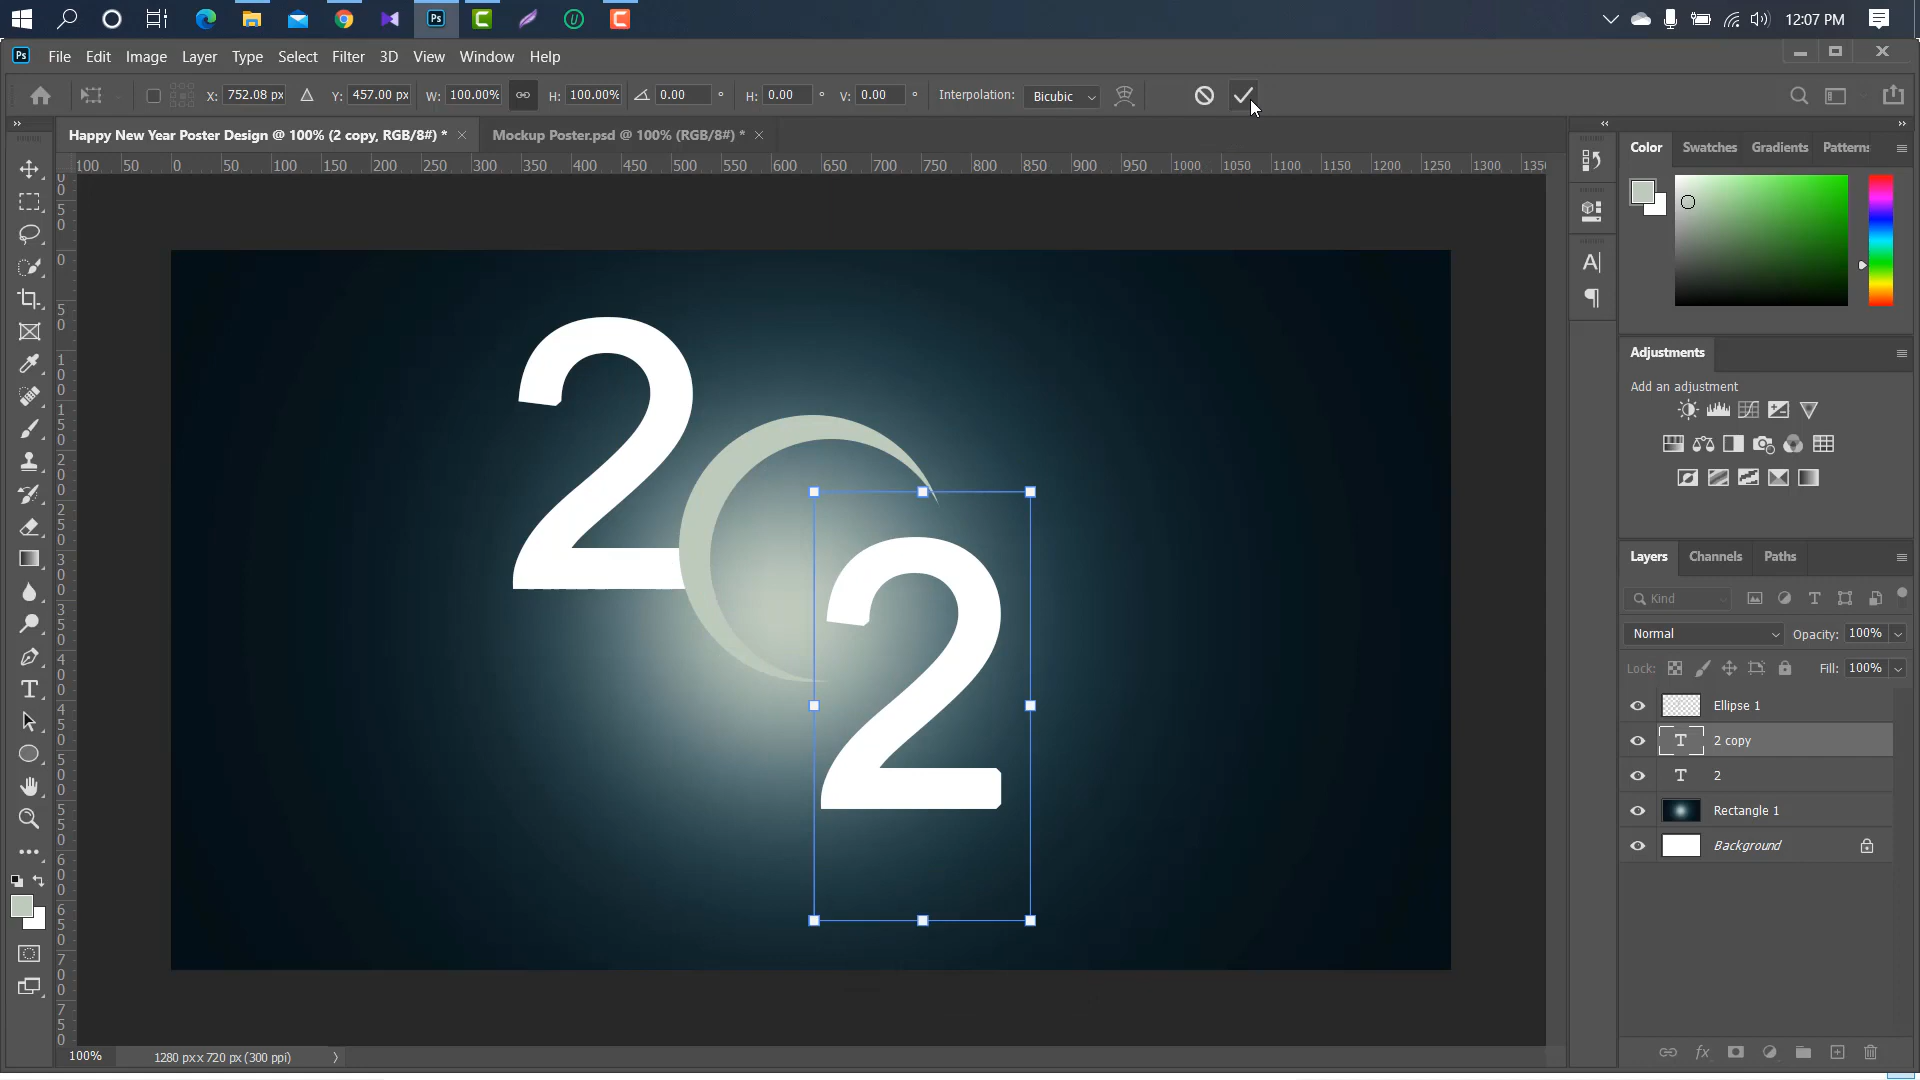 12:07 PM
Ps File Edit Image Layer Type Select Filter 3D View Window Help
X: 752.08 px Y: 457.00 px W: 100.00% H: 100.00% 0.00 ° H: 0.00 ° V: 0.00 ° Interpolation: Bicubic
Happy New Year Poster Design @ 100% (2 copy, RGB/8#) * Mockup Poster.psd @ 100% (RGB/8#) *
100 50 0 50 100 150 200 250 300 350 400 450 500 550 600 650 700 750 800 850 900 950 1000 1050 1100 1150 1200 1250 1300 1350
Color Swatches Gradients Patterns
2
2
Adjustments
Add an adjustment
Layers Channels Paths
Kind
Normal Opacity: 100%
Lock: Fill: 100%
Ellipse 1
2 copy
2
Rectangle 1
Background
100% 1280 px x 720 px (300 ppi)